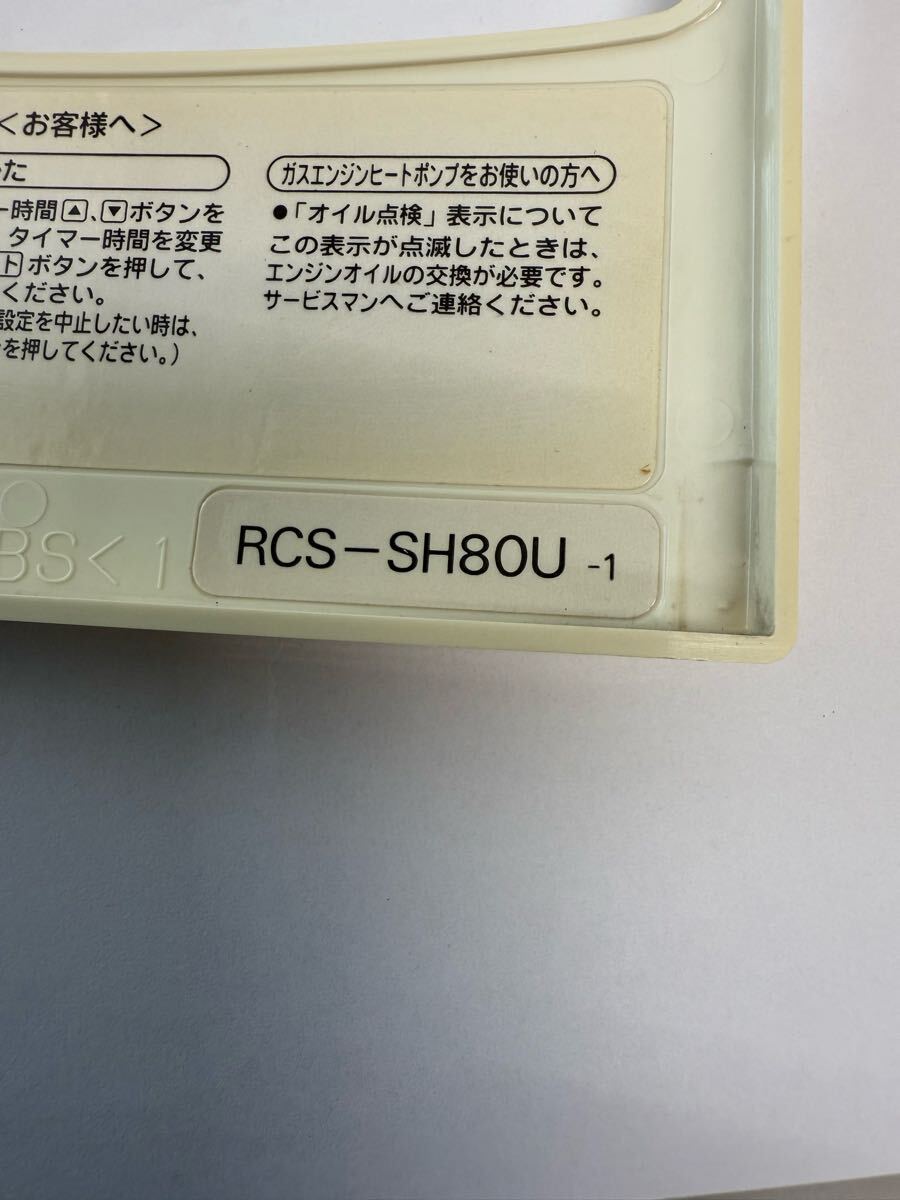 <お客様へ>
た
ー時間▲、▼ボタンを
タイマー時間を変更
トボタンを押して、
ください。
設定を中止したい時は、
を押してください。)
ガスエンジンヒートポンプをお使いの方へ
●「オイル点検」表示について
この表示が点滅したときは、
エンジンオイルの交換が必要です。
サービスマンへご連絡ください。
BS< 1
RCS-SH80U -1